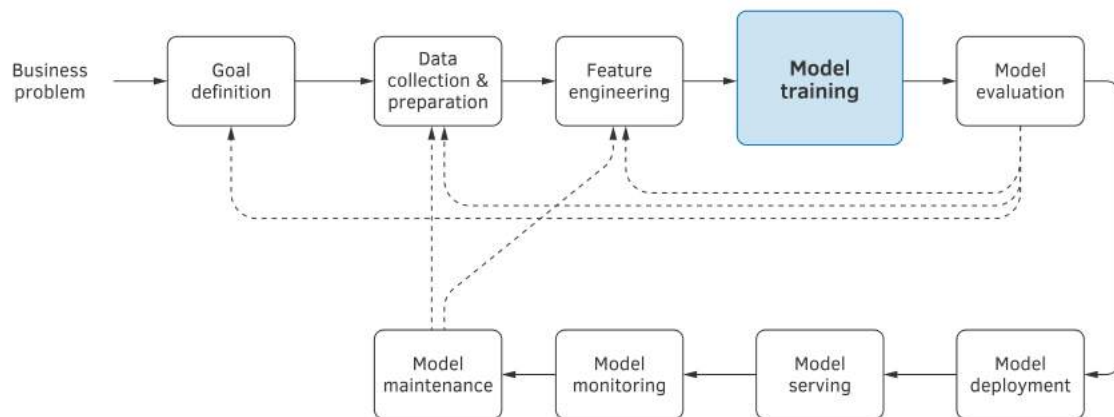 Business
problem
Goal
definition
Data
collection &
preparation
Feature
engineering
Model
training
Model
evaluation
Model
maintenance
Model
monitoring
Model
serving
Model
deployment